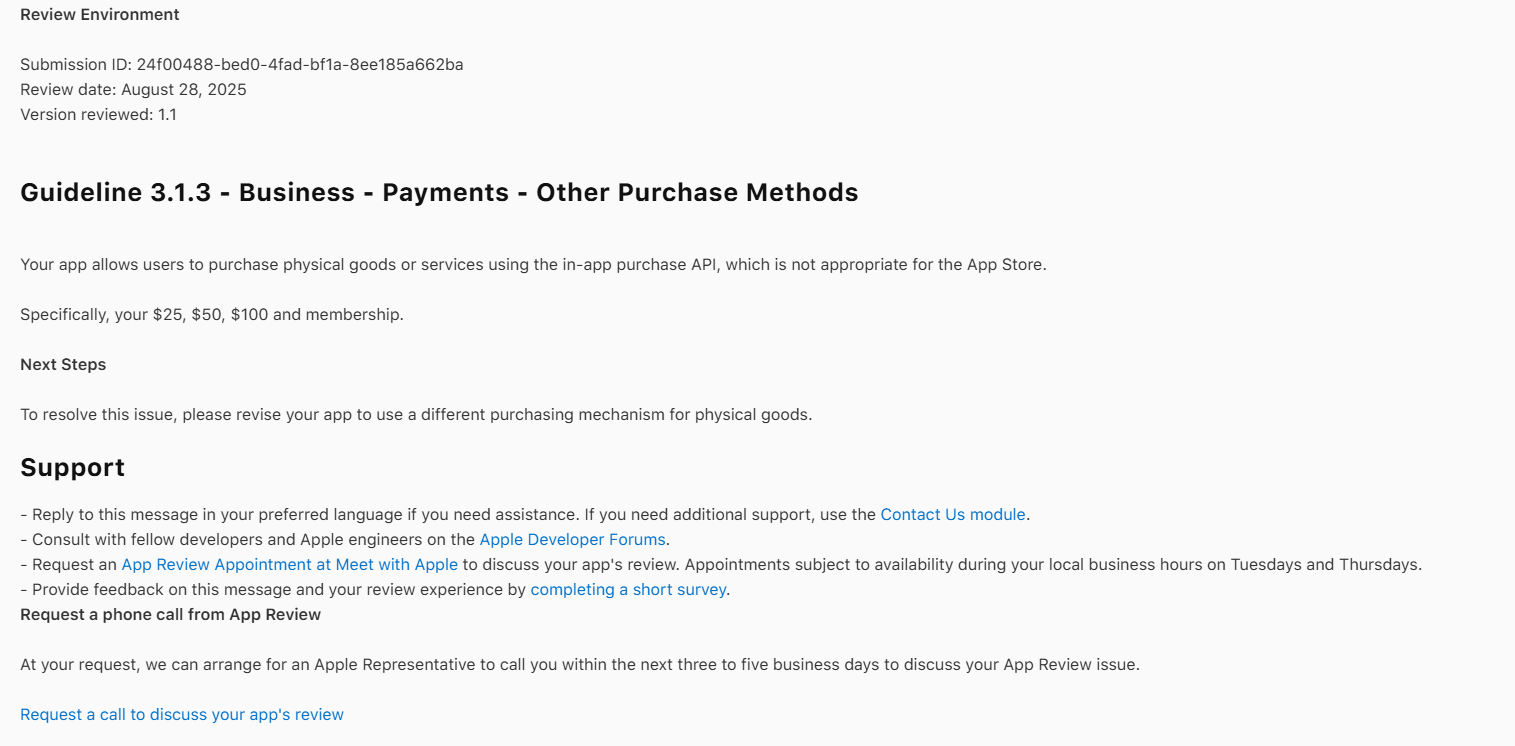 Review Environment
Submission ID: 24f00488-bed0-4fad-bf1a-8ee185a662ba
Review date: August 28, 2025
Version reviewed: 1.1
Guideline 3.1.3 - Business - Payments - Other Purchase Methods
Your app allows users to purchase physical goods or services using the in-app purchase API, which is not appropriate for the App Store.
Specifically, your $25, $50, $100 and membership.
Next Steps
To resolve this issue, please revise your app to use a different purchasing mechanism for physical goods.
Support
- Reply to this message in your preferred language if you need assistance. If you need additional support, use the Contact Us module.
- Consult with fellow developers and Apple engineers on the Apple Developer Forums.
- Request an App Review Appointment at Meet with Apple to discuss your app's review. Appointments subject to availability during your local business hours on Tuesdays and Thursdays.
- Provide feedback on this message and your review experience by completing a short survey.
Request a phone call from App Review
At your request, we can arrange for an Apple Representative to call you within the next three to five business days to discuss your App Review issue.
Request a call to discuss your app's review